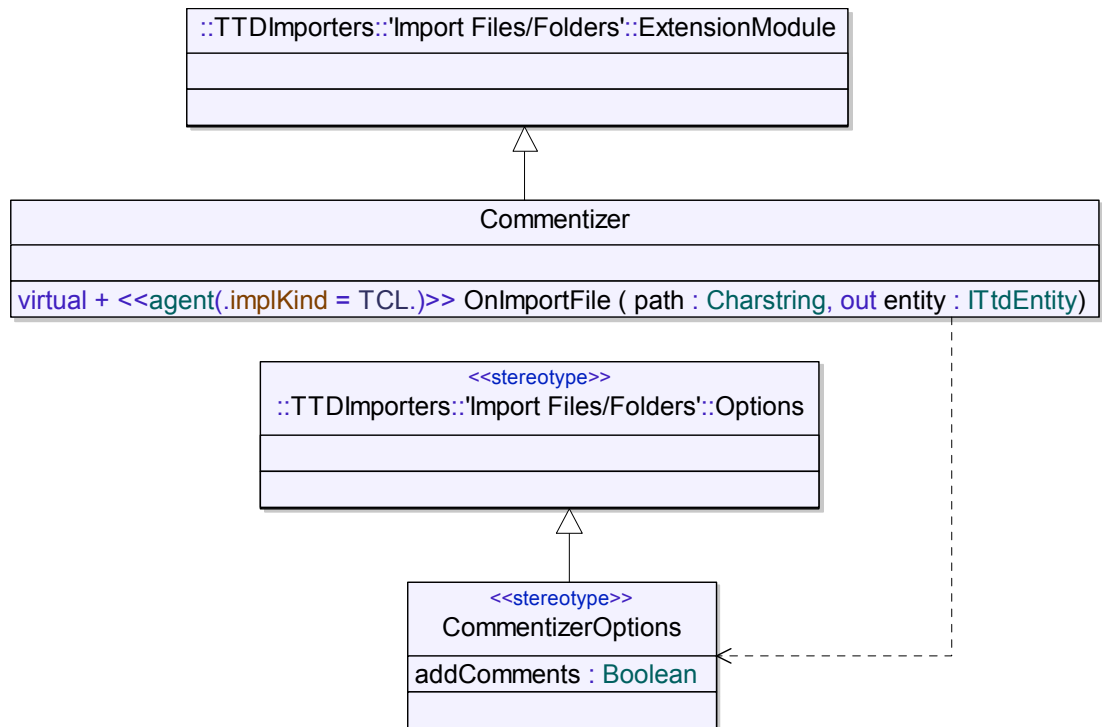 ::TTDImporters::'Import Files/Folders'::ExtensionModule
Commentizer
virtual + <<agent(.implKind = TCL.)>> OnImportFile ( path : Charstring, out entity : ITtdEntity)
<<stereotype>>
::TTDImporters::'Import Files/Folders'::Options
<<stereotype>>
CommentizerOptions
addComments : Boolean